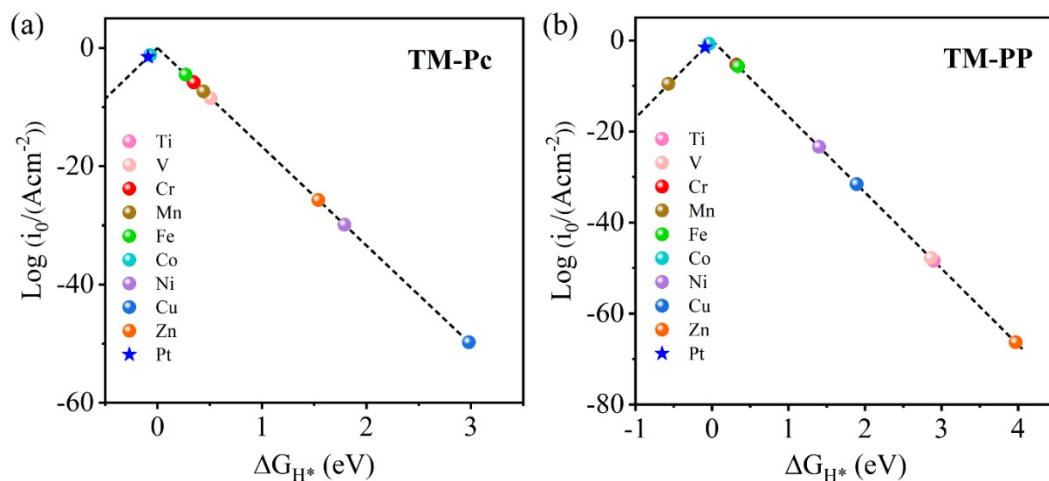 (a)
TM-Pc
Log (i₀/(Acm⁻²))
0
-20
-40
-60
Ti
V
Cr
Mn
Fe
Co
Ni
Cu
Zn
Pt
0 1 2 3
ΔG_H* (eV)
(b)
TM-PP
Log (i₀/(Acm⁻²))
0
-20
-40
-60
-80
Ti
V
Cr
Mn
Fe
Co
Ni
Cu
Zn
Pt
-1 0 1 2 3 4
ΔG_H* (eV)